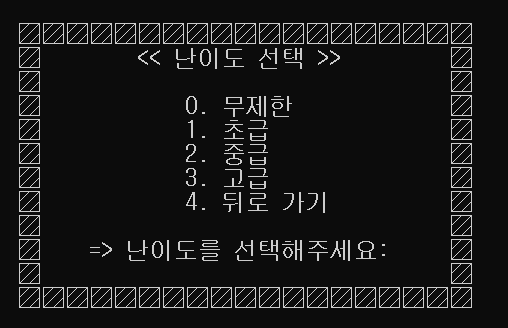 << 난이도 선택 >>
0. 무제한
1. 초급
2. 중급
3. 고급
4. 뒤로 가기
=> 난이도를 선택해주세요: